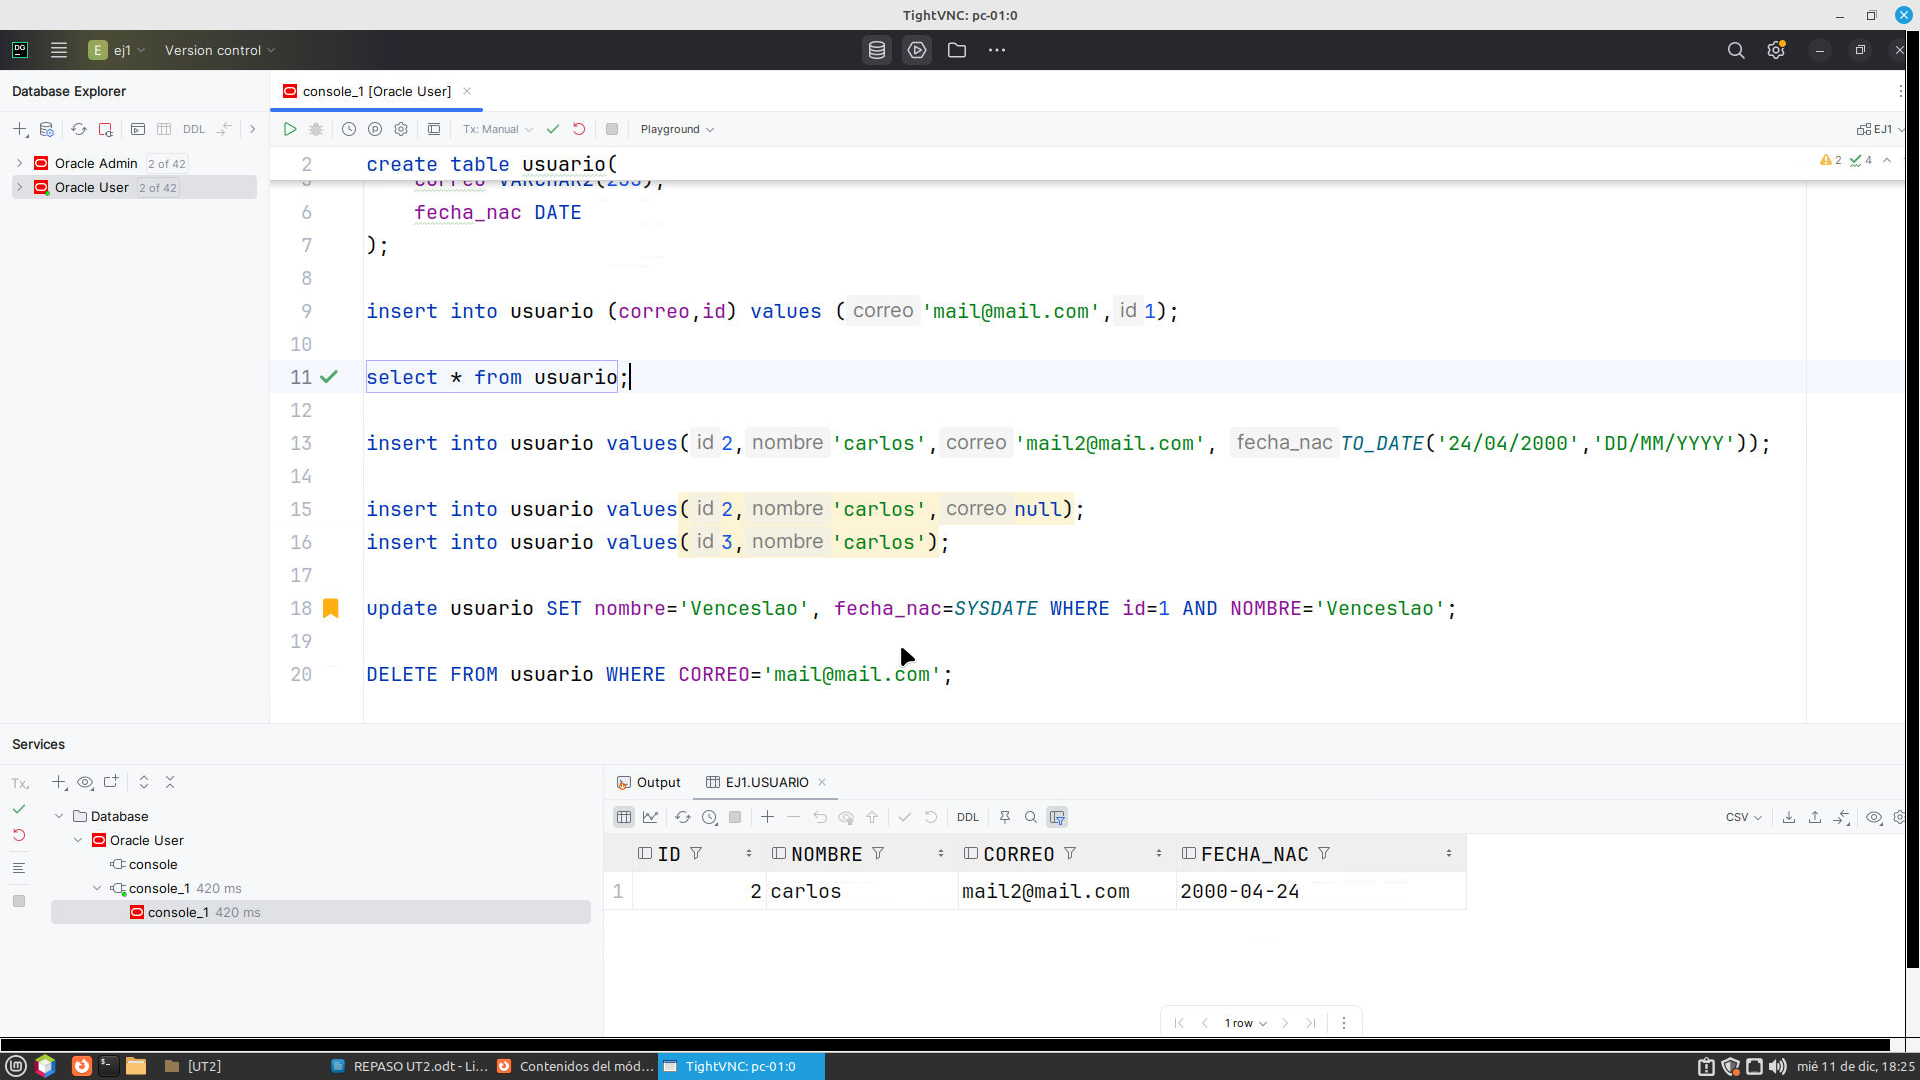 TightVNC: pc-01:0
DG
E ej1 Version control
Database Explorer
console_1 [Oracle User]
DDL
Tx: Manual
Playground
EJ1
Oracle Admin 2 of 42
Oracle User 2 of 42
2 4
2 create table usuario(
correo VARCHAR2(255),
6 fecha_nac DATE
7 );
8
9 insert into usuario (correo,id) values ( correo 'mail@mail.com', id 1);
10
11 select * from usuario;
12
13 insert into usuario values( id 2, nombre 'carlos', correo 'mail2@mail.com', fecha_nac TO_DATE('24/04/2000','DD/MM/YYYY'));
14
15 insert into usuario values( id 2, nombre 'carlos', correo null);
16 insert into usuario values( id 3, nombre 'carlos');
17
18 update usuario SET nombre='Venceslao', fecha_nac=SYSDATE WHERE id=1 AND NOMBRE='Venceslao';
19
20 DELETE FROM usuario WHERE CORREO='mail@mail.com';
Services
Tx
Database
Oracle User
console
console_1 420 ms
console_1 420 ms
Output EJ1.USUARIO
DDL
CSV
ID NOMBRE CORREO FECHA_NAC
1 2 carlos mail2@mail.com 2000-04-24
1 row
[UT2] REPASO UT2.odt - Li... Contenidos del mód... TightVNC: pc-01:0
mié 11 de dic, 18:25